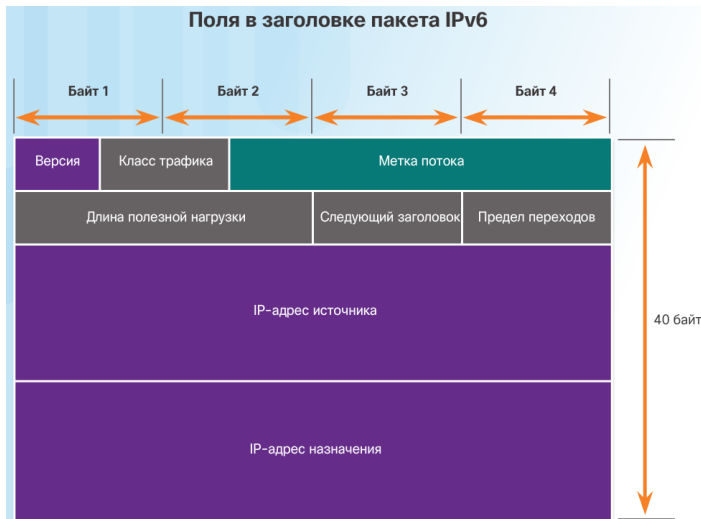 Поля в заголовке пакета IPv6
Байт 1 Байт 2 Байт 3 Байт 4
Версия Класс трафика Метка потока
Длина полезной нагрузки Следующий заголовок Предел переходов
IP-адрес источника
40 байт
IP-адрес назначения